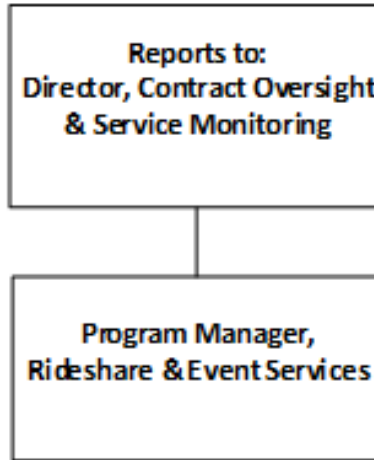 Reports to:
Director, Contract Oversight
& Service Monitoring
Program Manager,
Rideshare & Event Services